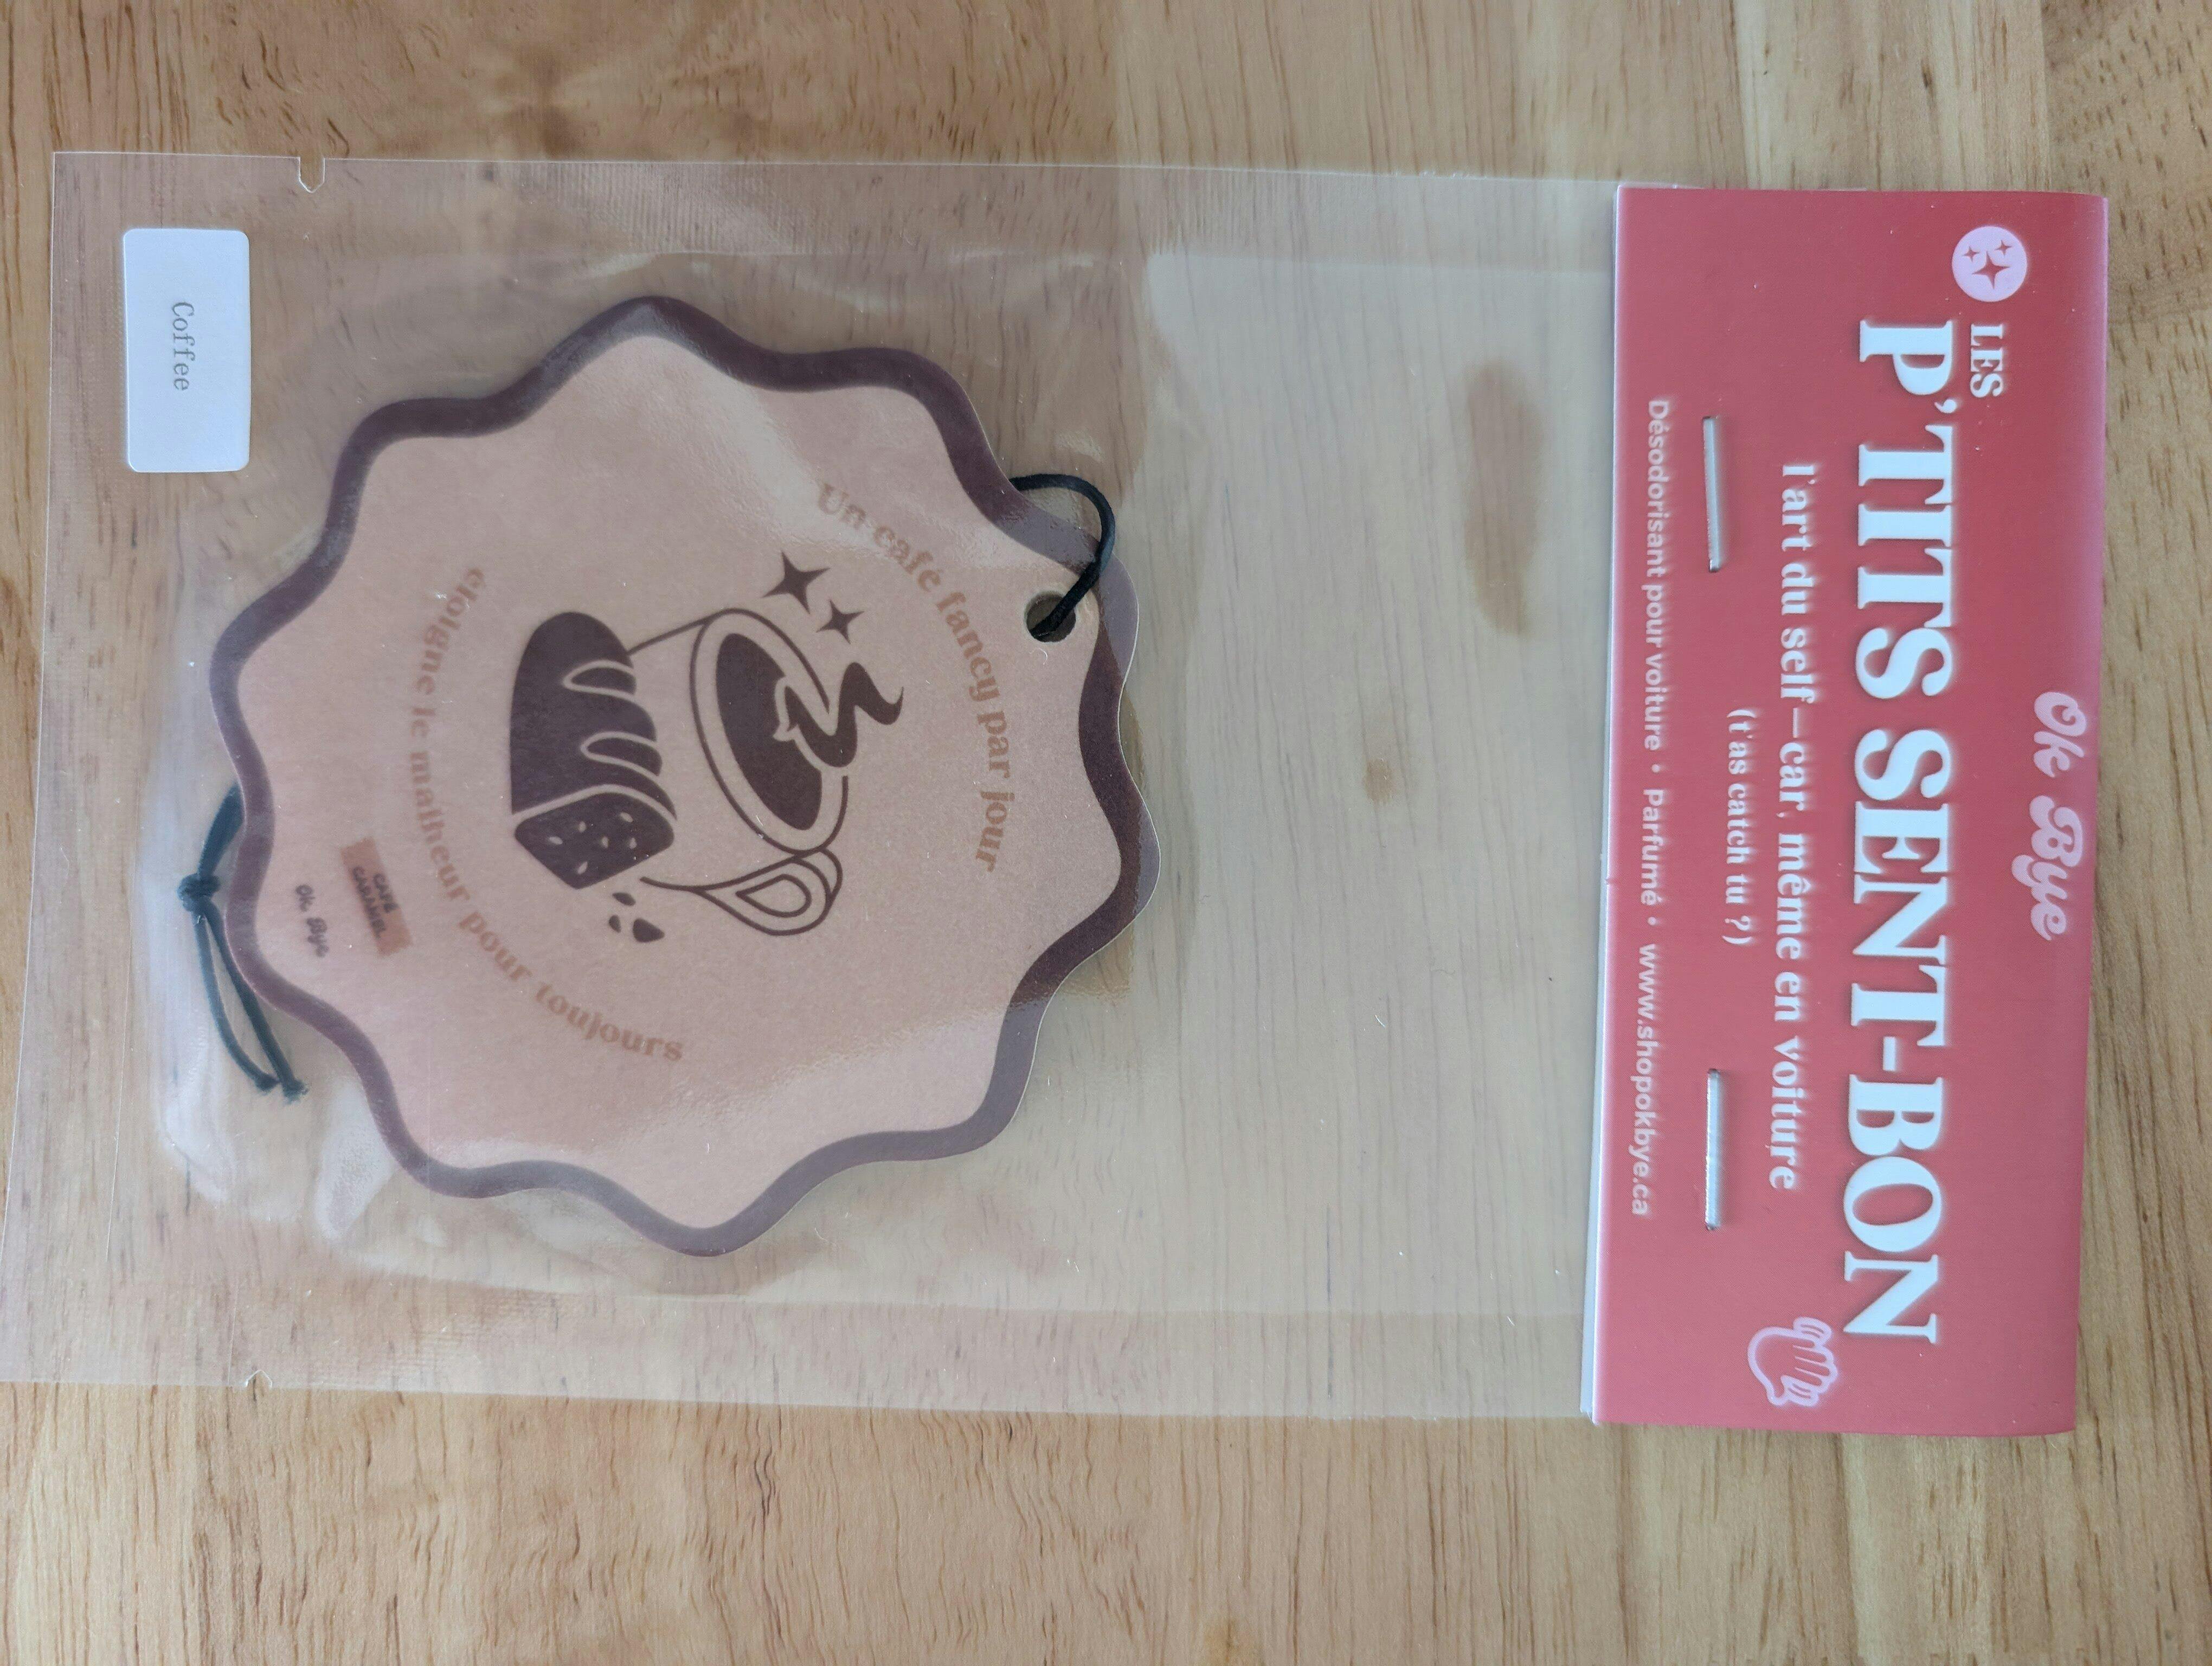 Ok Bye
LES
P'TITS SENT-BON
l'art du self-car, même en voiture
(t'as catch tu ?)
Désodorisant pour voiture • Parfumé • www.shopokbye.ca
Un café fancy par jour
éloigne le malheur pour toujours
CAFÉ
CARAMEL
Ok Bye
Coffee